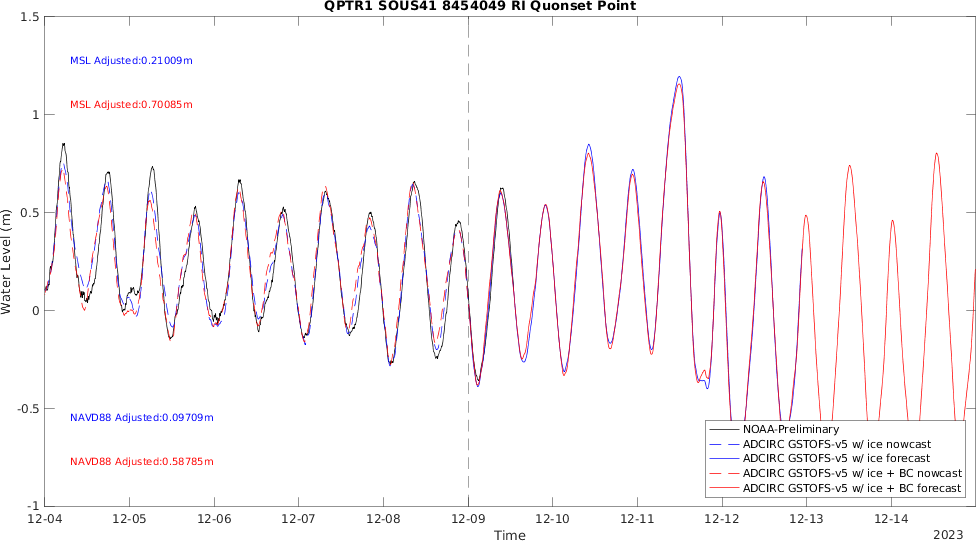 QPTR1 SOUS41 8454049 RI Quonset Point
1.5
MSL Adjusted:0.21009m
MSL Adjusted:0.70085m
1
0.5
Water Level (m)
0
-0.5
NAVD88 Adjusted:0.09709m
NAVD88 Adjusted:0.58785m
NOAA-Preliminary
ADCIRC GSTOFS-v5 w/ ice nowcast
ADCIRC GSTOFS-v5 w/ ice forecast
ADCIRC GSTOFS-v5 w/ ice + BC nowcast
ADCIRC GSTOFS-v5 w/ ice + BC forecast
-1
12-04 12-05 12-06 12-07 12-08 12-09 12-10 12-11 12-12 12-13 12-14
Time
2023